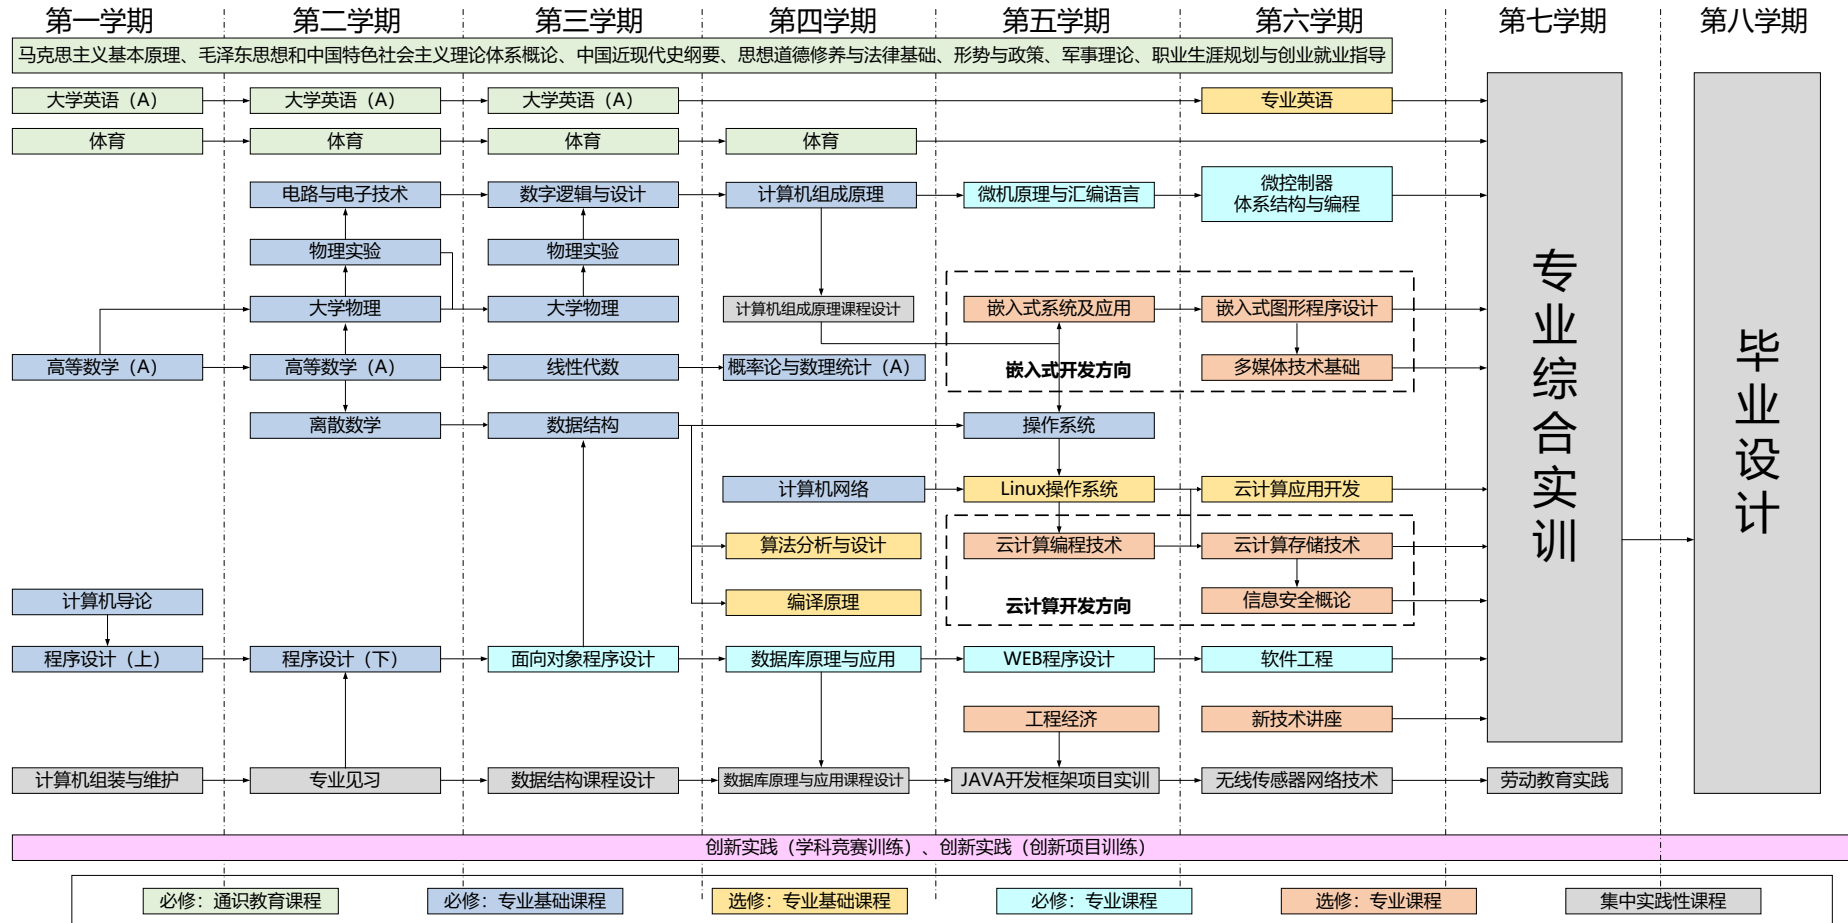 第一学期 第二学期 第三学期 第四学期 第五学期 第六学期 第七学期 第八学期
马克思主义基本原理、毛泽东思想和中国特色社会主义理论体系概论、中国近现代史纲要、思想道德修养与法律基础、形势与政策、军事理论、职业生涯规划与创业就业指导
大学英语（A） 大学英语（A） 大学英语（A） 专业英语
体育 体育 体育 体育
电路与电子技术 数字逻辑与设计 计算机组成原理 微机原理与汇编语言 微控制器
体系结构与编程
物理实验 物理实验
大学物理 大学物理 计算机组成原理课程设计 嵌入式系统及应用 嵌入式图形程序设计
高等数学（A） 高等数学（A） 线性代数 概率论与数理统计（A） 嵌入式开发方向 多媒体技术基础
离散数学 数据结构 操作系统
计算机网络 Linux操作系统 云计算应用开发
算法分析与设计 云计算编程技术 云计算存储技术
计算机导论 编译原理 云计算开发方向 信息安全概论
程序设计（上） 程序设计（下） 面向对象程序设计 数据库原理与应用 WEB程序设计 软件工程
工程经济 新技术讲座
计算机组装与维护 专业见习 数据结构课程设计 数据库原理与应用课程设计 JAVA开发框架项目实训 无线传感器网络技术 劳动教育实践
专业综合实训
毕业设计
创新实践（学科竞赛训练）、创新实践（创新项目训练）
必修：通识教育课程 必修：专业基础课程 选修：专业基础课程 必修：专业课程 选修：专业课程 集中实践性课程